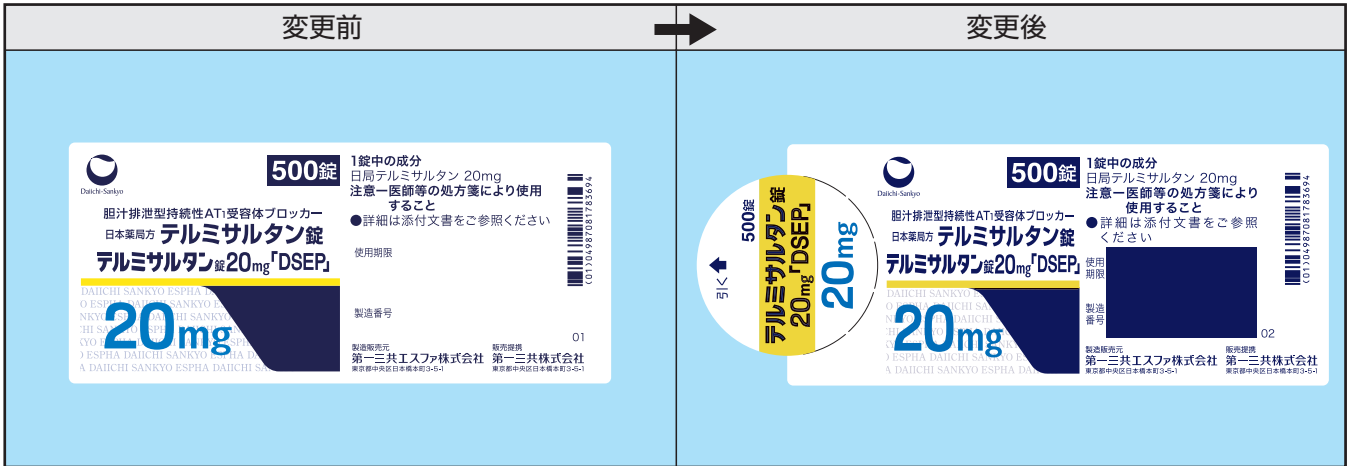 変更前
変更後
Daiichi-Sankyo
500錠
胆汁排泄型持続性AT1受容体ブロッカー
日本薬局方 テルミサルタン錠
テルミサルタン錠20mg「DSEP」
DAIICHI SANKYO ESPHA DAIICHI SANKYO ESPHA
20mg
1錠中の成分
日局テルミサルタン 20mg
注意―医師等の処方箋により使用
すること
●詳細は添付文書をご参照ください
使用期限
製造番号
01
製造販売元
第一三共エスファ株式会社
東京都中央区日本橋本町3-5-1
販売提携
第一三共株式会社
東京都中央区日本橋本町3-5-1
(01)04987081783694
引く
500錠
テルミサルタン錠
20mg「DSEP」
20mg
Daiichi-Sankyo
500錠
胆汁排泄型持続性AT1受容体ブロッカー
日本薬局方 テルミサルタン錠
テルミサルタン錠20mg「DSEP」
20mg
1錠中の成分
日局テルミサルタン 20mg
注意―医師等の処方箋により
使用すること
●詳細は添付文書をご参照
ください
使用
期限
製造
番号
02
製造販売元
第一三共エスファ株式会社
東京都中央区日本橋本町3-5-1
販売提携
第一三共株式会社
東京都中央区日本橋本町3-5-1
(01)04987081783694